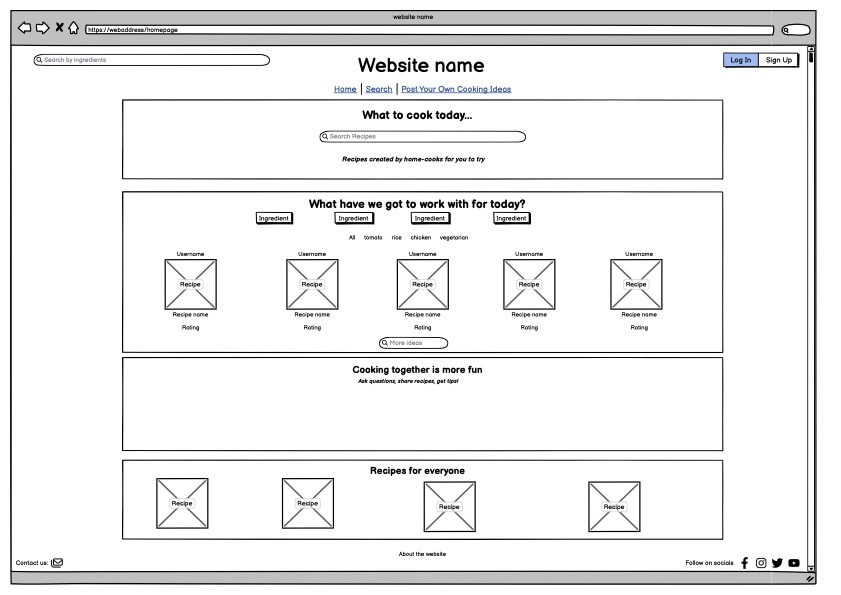 website name
https://webaddress/homepage
Search by ingredients
Website name
Log In Sign Up
Home Search Post Your Own Cooking Ideas
What to cook today...
Search Recipes
Recipes created by home-cooks for you to try
What have we got to work with for today?
Ingredient Ingredient Ingredient Ingredient
All tomato rice chicken vegetarian
Username Username Username Username Username
Recipe Recipe Recipe Recipe Recipe
Recipe name Recipe name Recipe name Recipe name Recipe name
Rating Rating Rating Rating Rating
More ideas
Cooking together is more fun
Ask questions, share recipes, get tips!
Recipes for everyone
Recipe Recipe Recipe Recipe
About the website
Contact us: Follow on socials